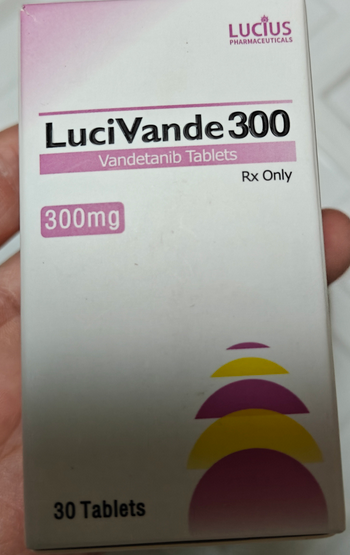 LUCIUS
PHARMACEUTICALS
LuciVande 300
Vandetanib Tablets
Rx Only
300mg
30 Tablets